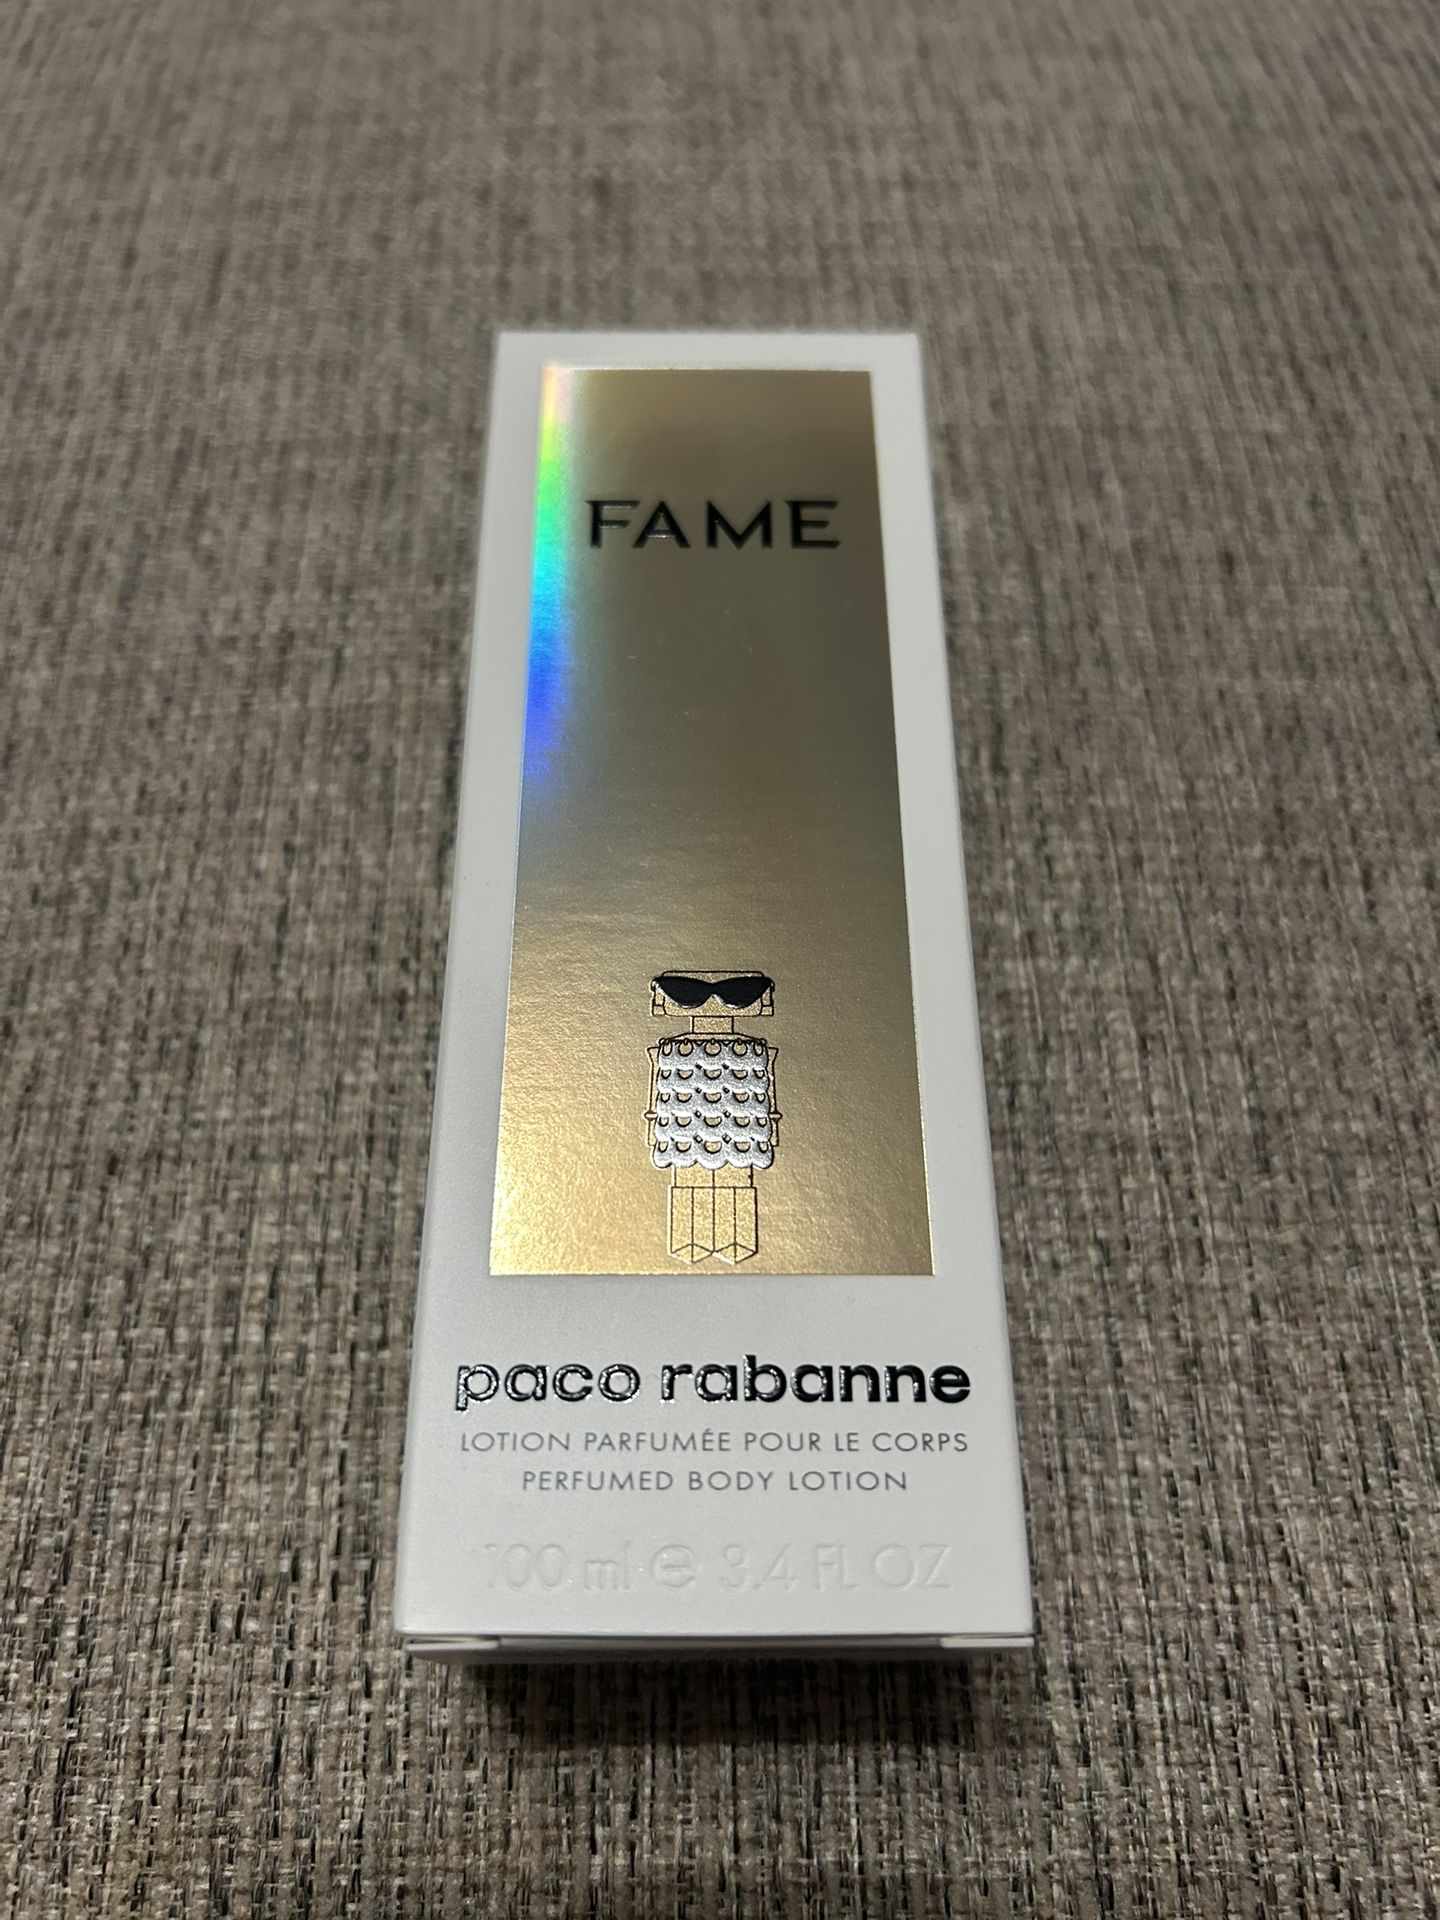 FAME
paco rabanne
LOTION PARFUMÉE POUR LE CORPS
PERFUMED BODY LOTION
100 ml ℮ 3.4 FL OZ